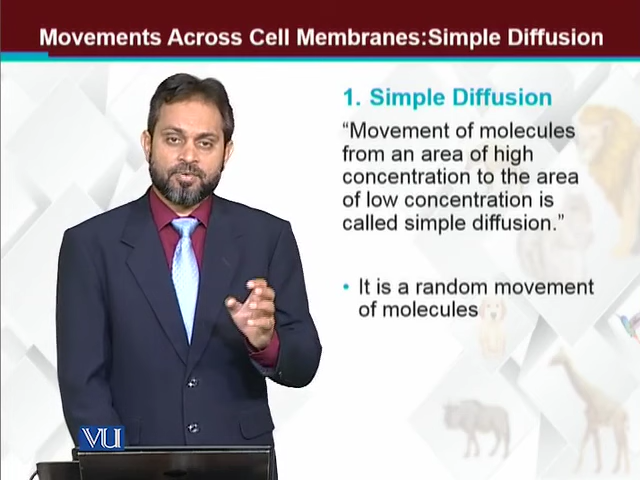 Movements Across Cell Membranes:Simple Diffusion
1. Simple Diffusion
“Movement of molecules
from an area of high
concentration to the area
of low concentration is
called simple diffusion.”
• It is a random movement
of molecules
VU